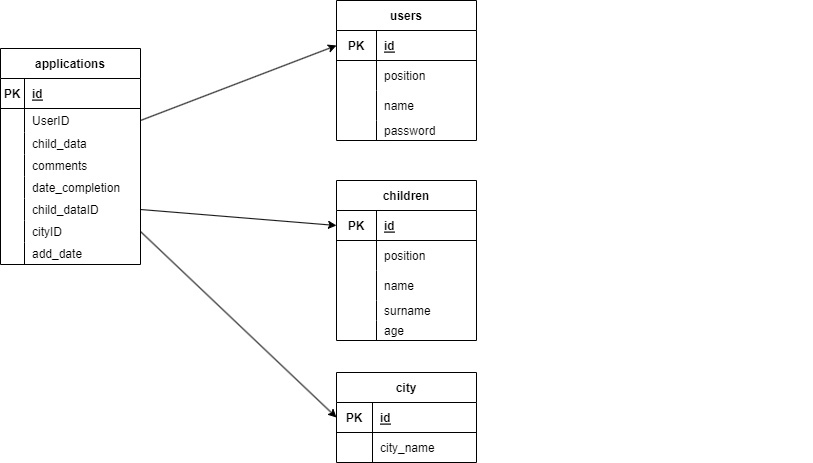 applications
PK id
UserID
child_data
comments
date_completion
child_dataID
cityID
add_date
users
PK id
position
name
password
children
PK id
position
name
surname
age
city
PK id
city_name